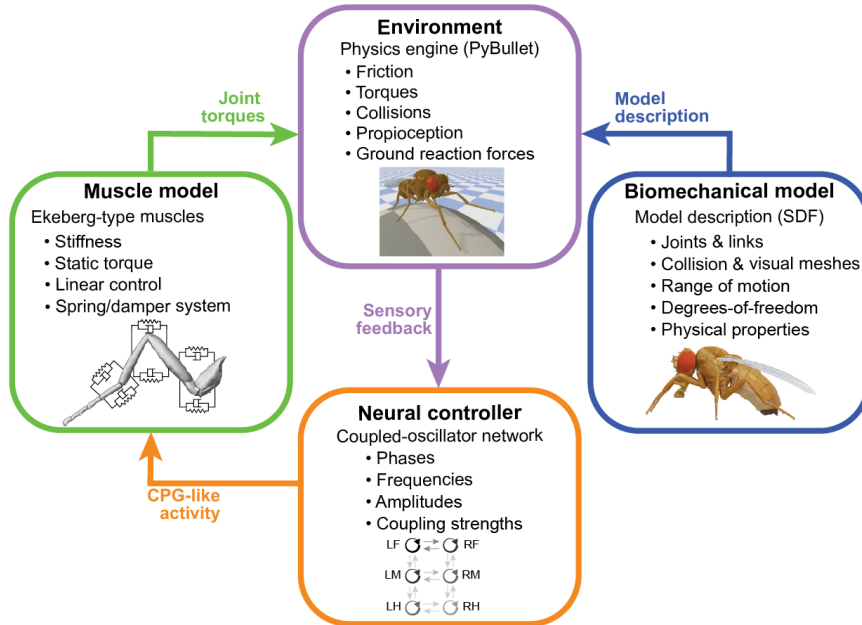 Environment
Physics engine (PyBullet)
• Friction
• Torques
• Collisions
• Propioception
• Ground reaction forces
Joint
torques
Model
description
Muscle model
Ekeberg-type muscles
• Stiffness
• Static torque
• Linear control
• Spring/damper system
Biomechanical model
Model description (SDF)
• Joints & links
• Collision & visual meshes
• Range of motion
• Degrees-of-freedom
• Physical properties
Sensory
feedback
Neural controller
Coupled-oscillator network
• Phases
• Frequencies
• Amplitudes
• Coupling strengths
LF RF
LM RM
LH RH
CPG-like
activity